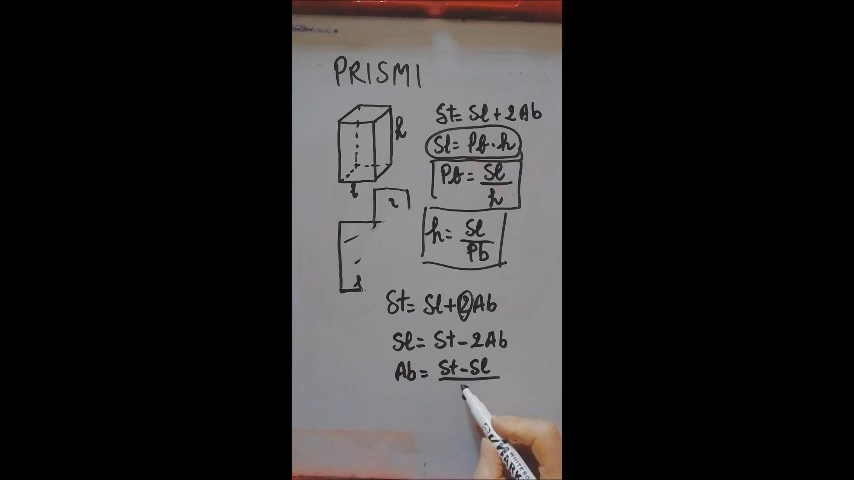 PRISMI
h
l
St = Sl + 2Ab
Sl = Pb · h
Pb = Sl / h
h = Sl / Pb
St = Sl + 2Ab
Sl = St - 2Ab
Ab = St - Sl